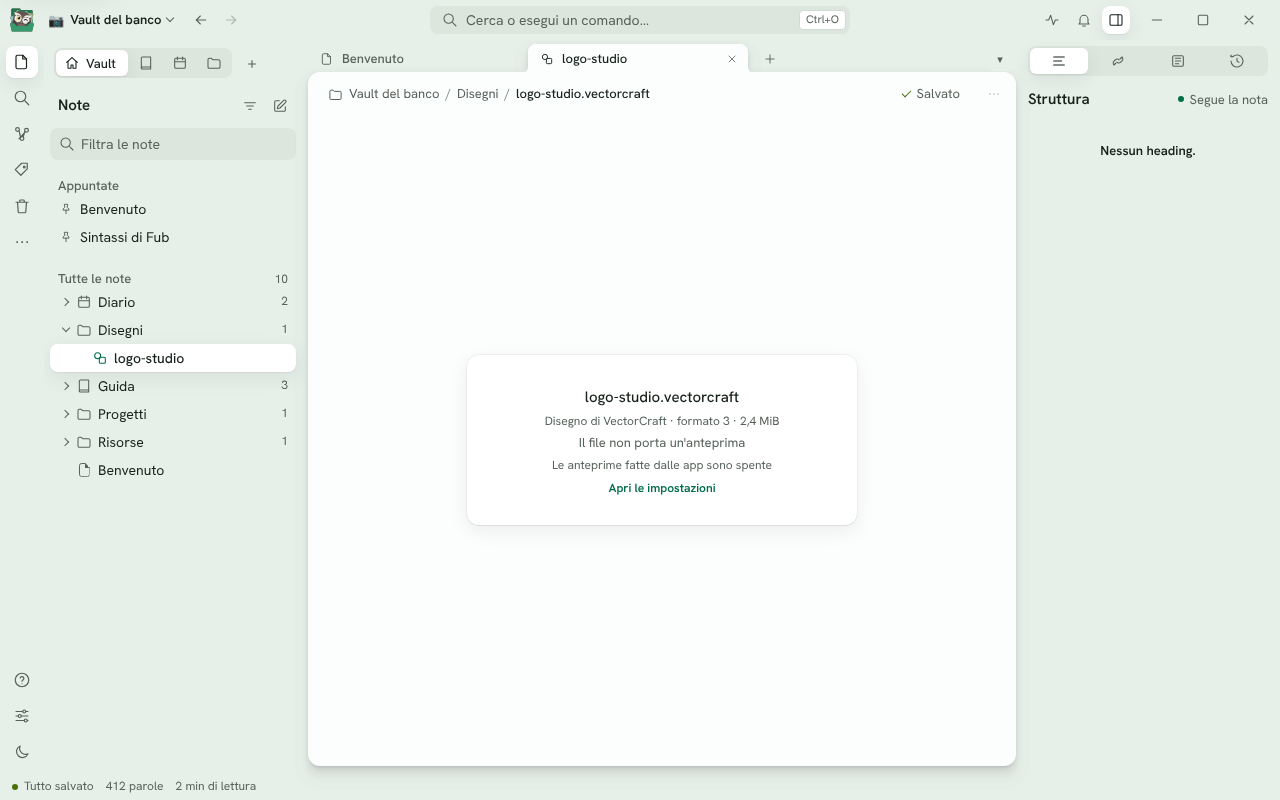 Vault del banco
Cerca o esegui un comando...
Ctrl+O
Vault
Benvenuto
logo-studio
Note
Filtra le note
Appuntate
Benvenuto
Sintassi di Fub
Tutte le note 10
Diario 2
Disegni 1
logo-studio
Guida 3
Progetti 1
Risorse 1
Benvenuto
Vault del banco / Disegni / logo-studio.vectorcraft
Salvato
logo-studio.vectorcraft
Disegno di VectorCraft · formato 3 · 2,4 MiB
Il file non porta un'anteprima
Le anteprime fatte dalle app sono spente
Apri le impostazioni
Struttura
Segue la nota
Nessun heading.
Tutto salvato 412 parole 2 min di lettura